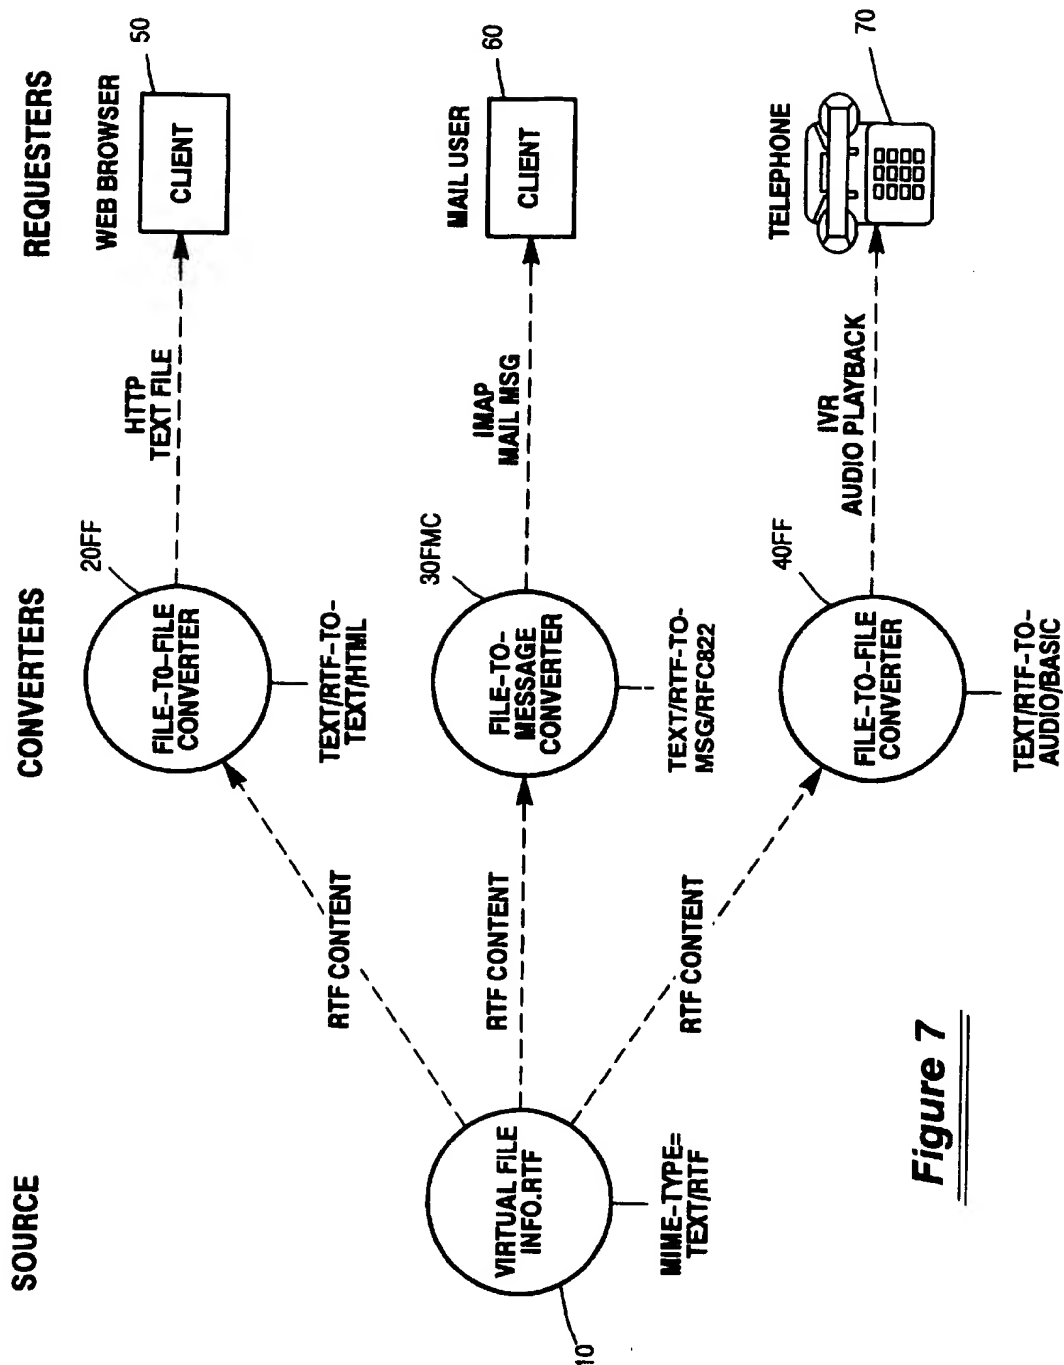 SOURCE
CONVERTERS
REQUESTERS
20FF
FILE-TO-FILE
CONVERTER
TEXT/RTF-TO-
TEXT/HTML
HTTP
TEXT FILE
WEB BROWSER
50
CLIENT
RTF CONTENT
VIRTUAL FILE
INFO.RTF
10
MIME-TYPE=
TEXT/RTF
RTF CONTENT
30FMC
FILE-TO-
MESSAGE
CONVERTER
TEXT/RTF-TO-
MSG/RFC822
IMAP
MAIL MSG
MAIL USER
60
CLIENT
RTF CONTENT
40FF
FILE-TO-FILE
CONVERTER
TEXT/RTF-TO-
AUDIO/BASIC
IVR
AUDIO PLAYBACK
TELEPHONE
70
Figure 7